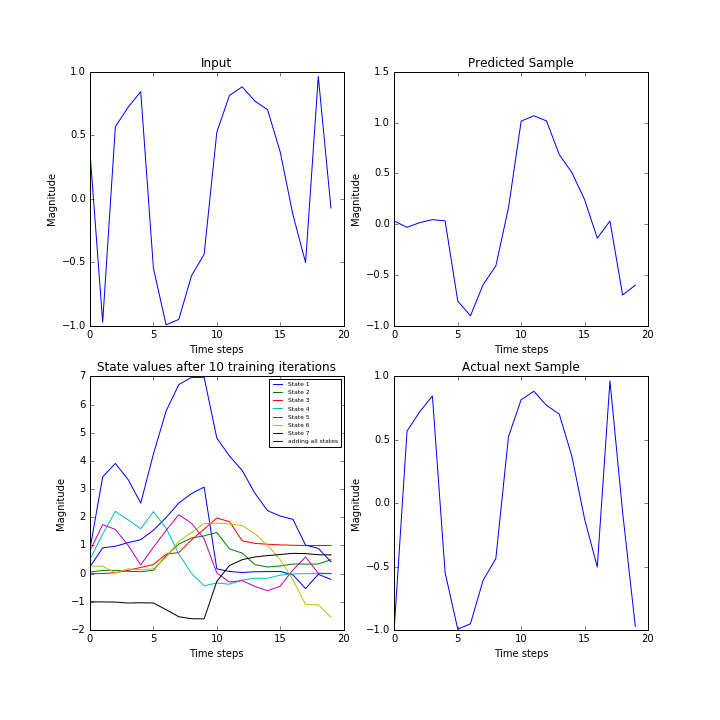 Input
Magnitude
1.0
0.5
0.0
−0.5
−1.0
0
5
10
15
20
Time steps
Predicted Sample
Magnitude
1.5
1.0
0.5
0.0
−0.5
−1.0
0
5
10
15
20
Time steps
State values after 10 training iterations
Magnitude
7
6
5
4
3
2
1
0
−1
−2
0
5
10
15
20
Time steps
State 1
State 2
State 3
State 4
State 5
State 6
State 7
adding all states
Actual next Sample
Magnitude
1.0
0.5
0.0
−0.5
−1.0
0
5
10
15
20
Time steps